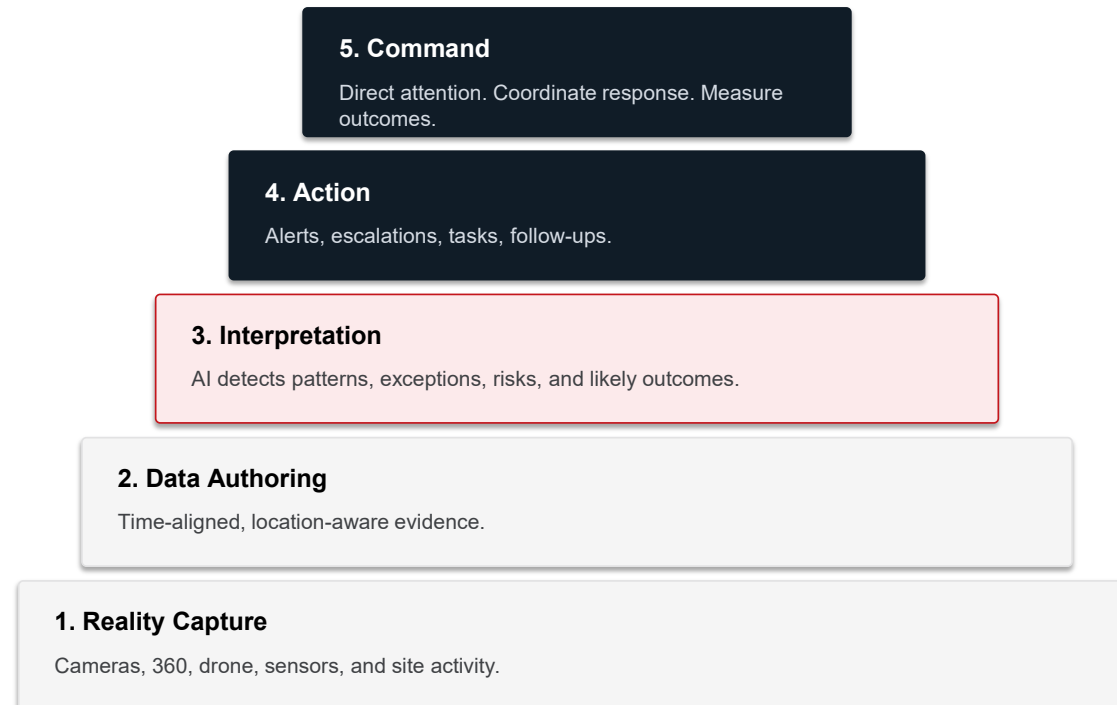 5. Command
Direct attention. Coordinate response. Measure
outcomes.
4. Action
Alerts, escalations, tasks, follow-ups.
3. Interpretation
AI detects patterns, exceptions, risks, and likely outcomes.
2. Data Authoring
Time-aligned, location-aware evidence.
1. Reality Capture
Cameras, 360, drone, sensors, and site activity.